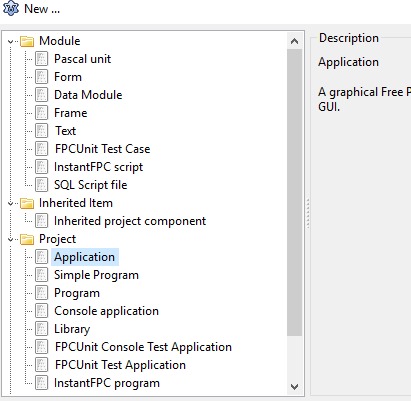 New ...
Module
Pascal unit
Form
Data Module
Frame
Text
FPCUnit Test Case
InstantFPC script
SQL Script file
Inherited Item
Inherited project component
Project
Application
Simple Program
Program
Console application
Library
FPCUnit Console Test Application
FPCUnit Test Application
InstantFPC program
Description
Application
A graphical Free P
GUI.